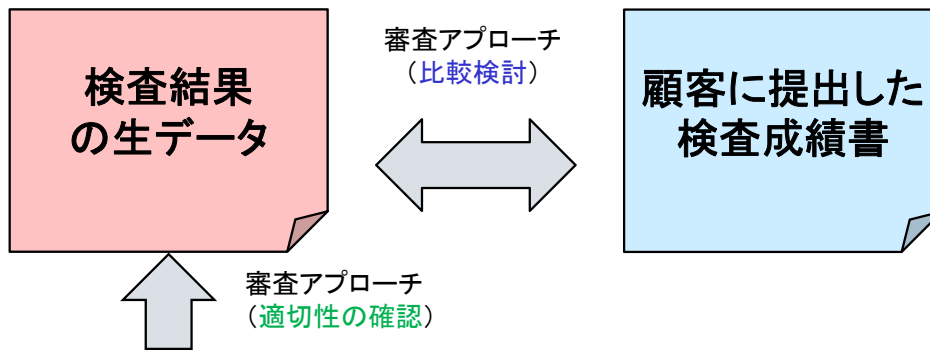 審査アプローチ
（比較検討）
検査結果
の生データ
顧客に提出した
検査成績書
審査アプローチ
（適切性の確認）